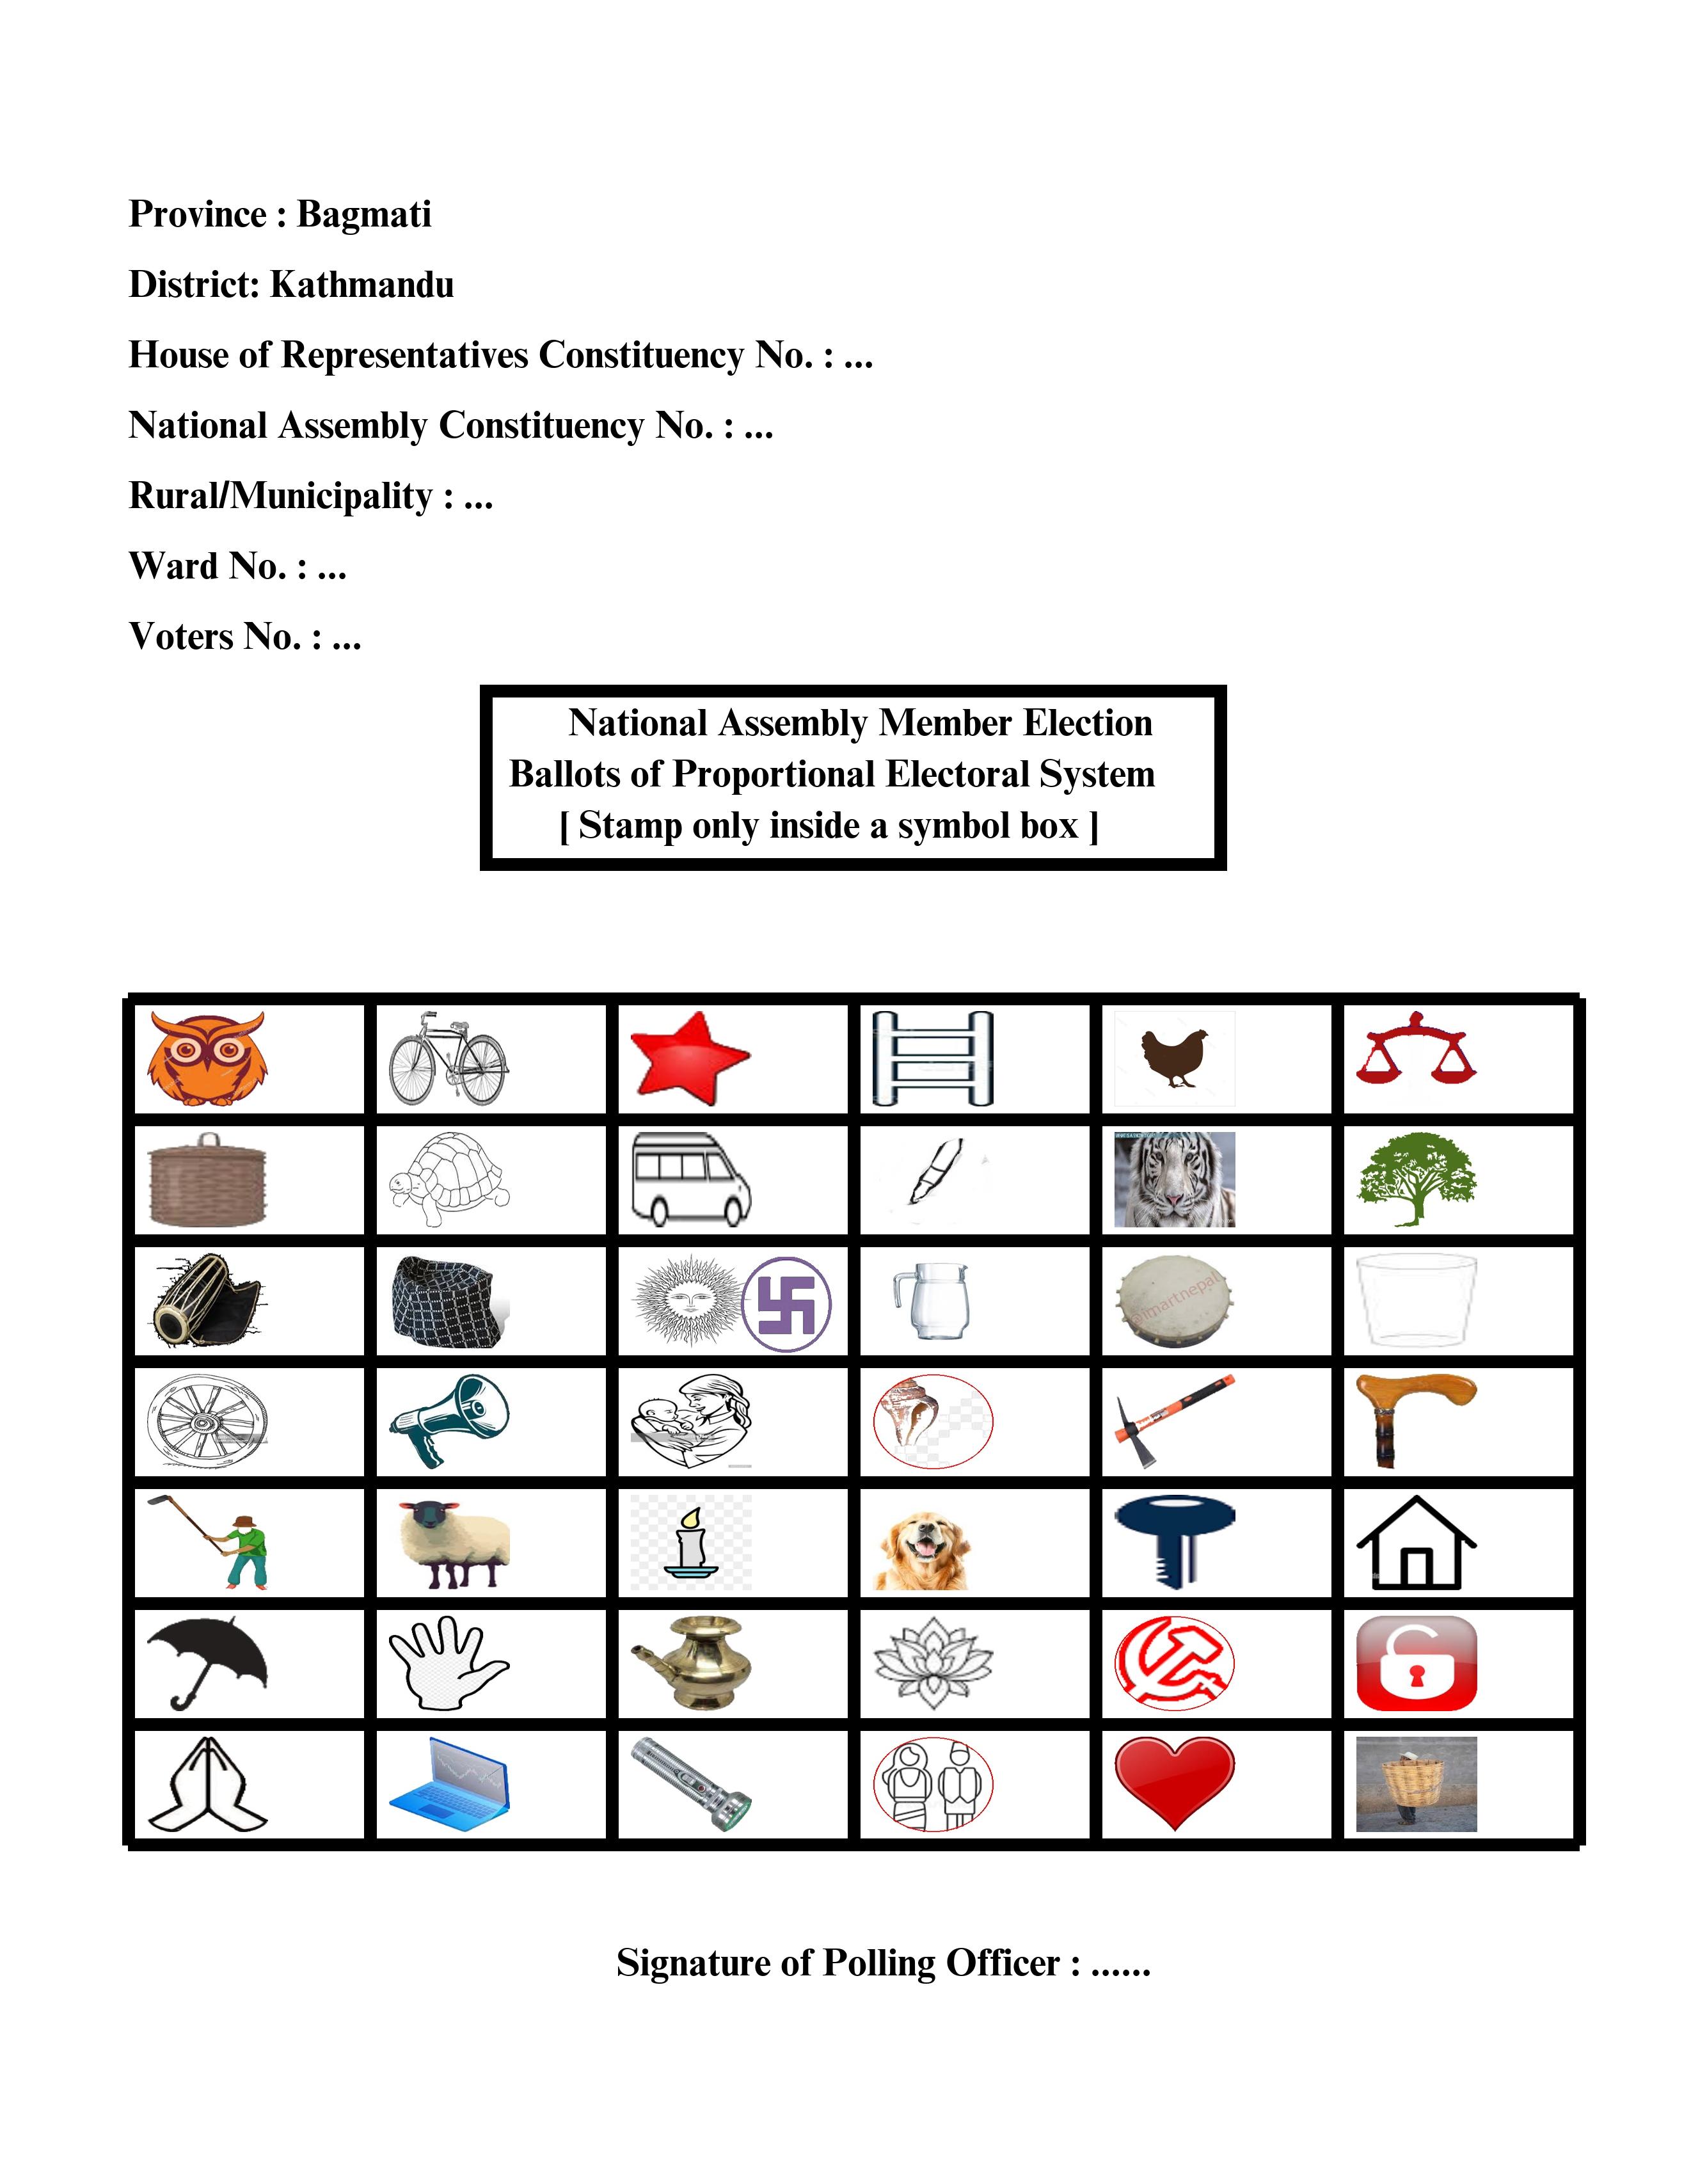 Province : Bagmati
District: Kathmandu
House of Representatives Constituency No. : ...
National Assembly Constituency No. : ...
Rural/Municipality : ...
Ward No. : ...
Voters No. : ...
National Assembly Member Election
Ballots of Proportional Electoral System
[ Stamp only inside a symbol box ]
Signature of Polling Officer : ......